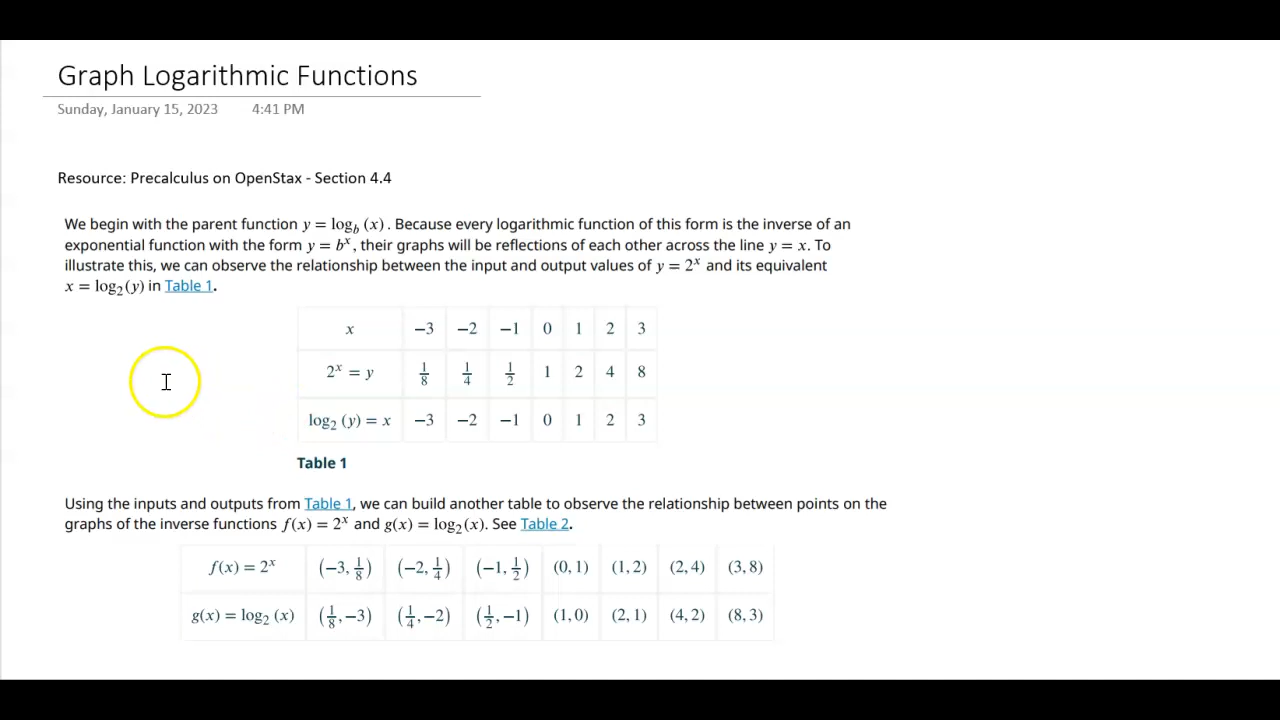 Graph Logarithmic Functions
Sunday, January 15, 2023 4:41 PM
Resource: Precalculus on OpenStax - Section 4.4
We begin with the parent function y = log_b (x). Because every logarithmic function of this form is the inverse of an
exponential function with the form y = b^x, their graphs will be reflections of each other across the line y = x. To
illustrate this, we can observe the relationship between the input and output values of y = 2^x and its equivalent
x = log₂(y) in Table 1.
x −3 −2 −1 0 1 2 3
2^x = y 1/8 1/4 1/2 1 2 4 8
log₂ (y) = x −3 −2 −1 0 1 2 3
Table 1
Using the inputs and outputs from Table 1, we can build another table to observe the relationship between points on the
graphs of the inverse functions f(x) = 2^x and g(x) = log₂(x). See Table 2.
f(x) = 2^x (−3, 1/8) (−2, 1/4) (−1, 1/2) (0, 1) (1, 2) (2, 4) (3, 8)
g(x) = log₂ (x) (1/8, −3) (1/4, −2) (1/2, −1) (1, 0) (2, 1) (4, 2) (8, 3)